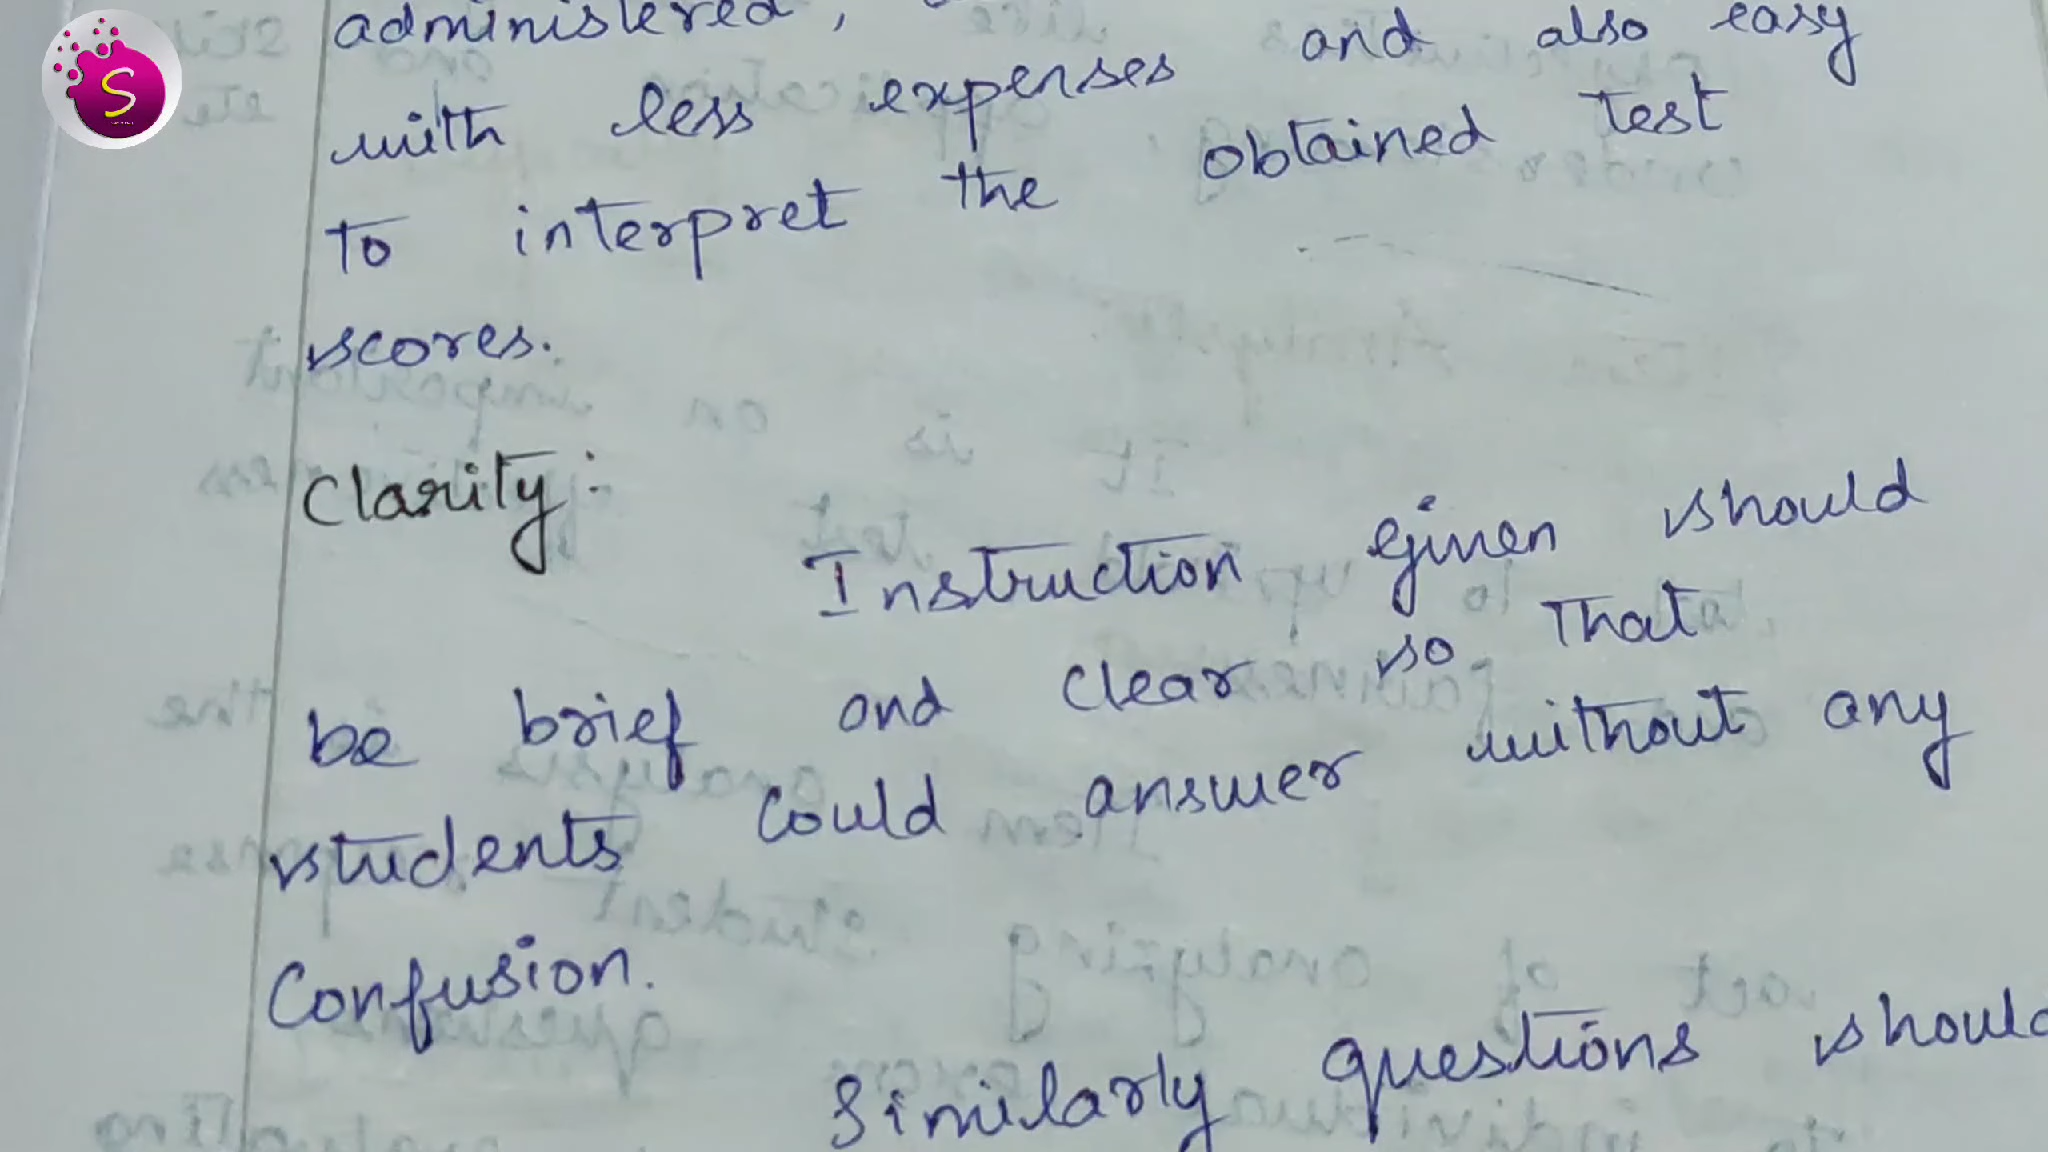 S
administered,
with less expenses and also easy
to interpret the obtained test
scores.
Clarity:
Instruction given should
be brief and clear so that
students could answer without any
Confusion.
Similarly questions should